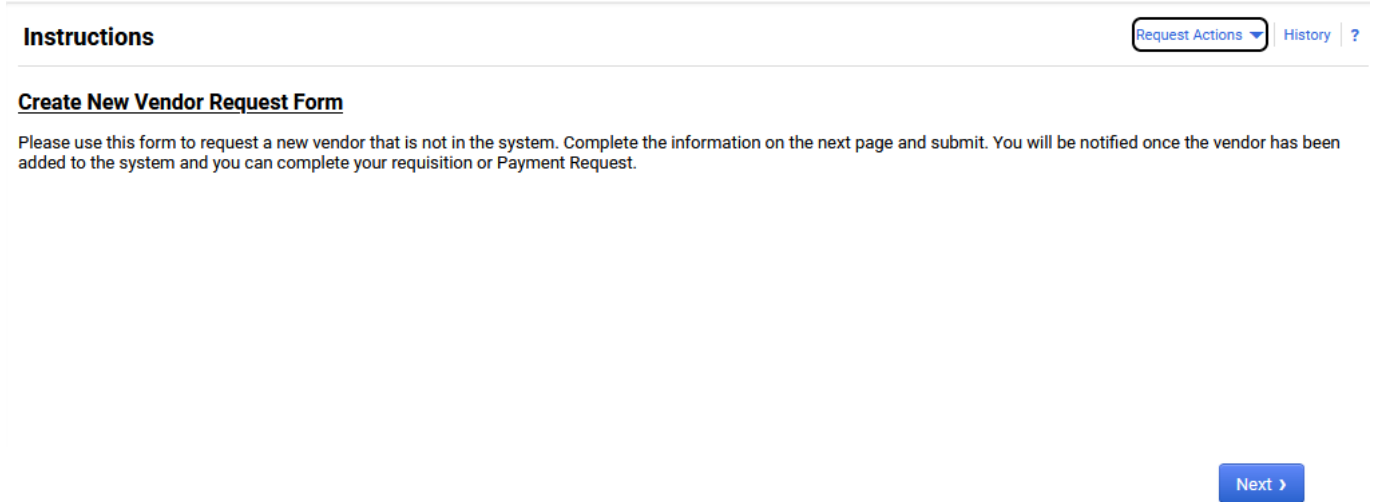 Instructions
Request Actions
History
?
Create New Vendor Request Form
Please use this form to request a new vendor that is not in the system. Complete the information on the next page and submit. You will be notified once the vendor has been
added to the system and you can complete your requisition or Payment Request.
Next ›